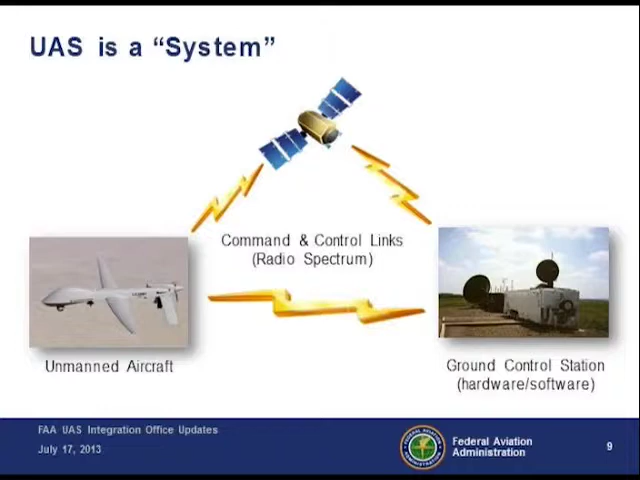 UAS is a “System”
Command & Control Links
(Radio Spectrum)
Unmanned Aircraft
Ground Control Station
(hardware/software)
FAA UAS Integration Office Updates
July 17, 2013
Federal Aviation
Administration
9